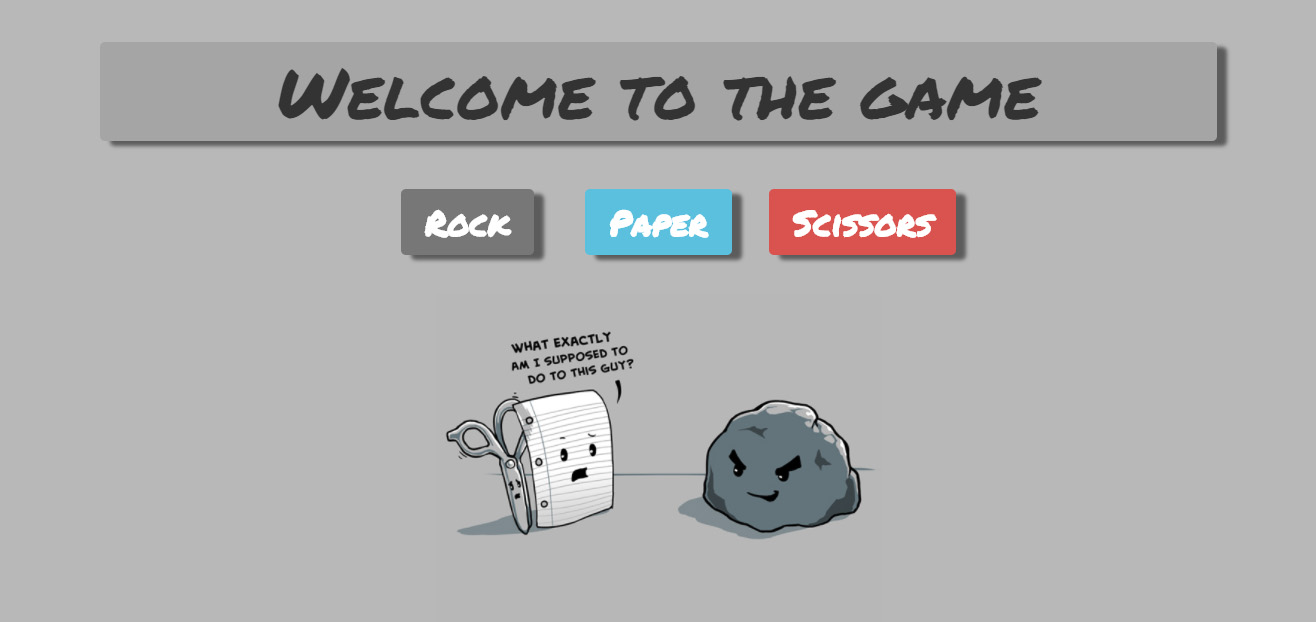 Welcome to the game
Rock
Paper
Scissors
WHAT EXACTLY
AM I SUPPOSED TO
DO TO THIS GUY?